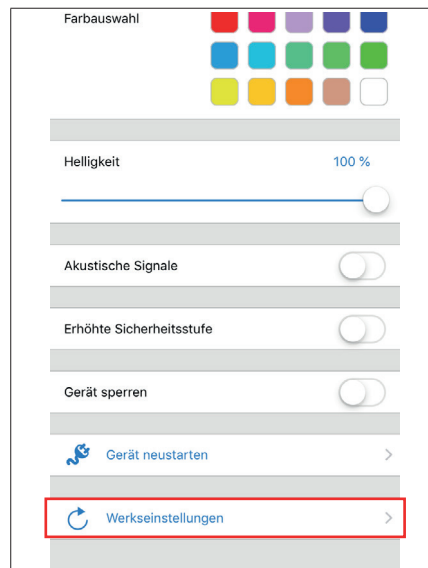 Farbauswahl
Helligkeit 100 %
Akustische Signale
Erhöhte Sicherheitsstufe
Gerät sperren
Gerät neustarten
Werkseinstellungen